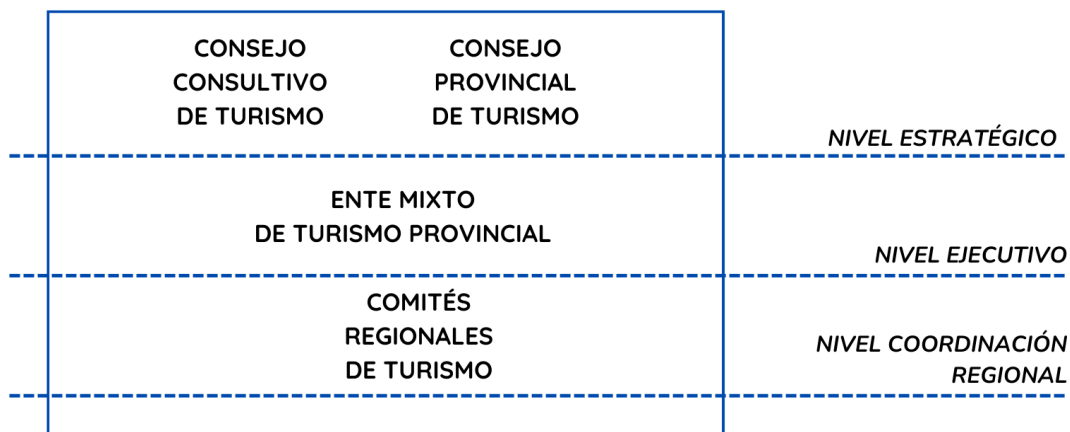 CONSEJO
CONSULTIVO
DE TURISMO
CONSEJO
PROVINCIAL
DE TURISMO
NIVEL ESTRATÉGICO
ENTE MIXTO
DE TURISMO PROVINCIAL
NIVEL EJECUTIVO
COMITÉS
REGIONALES
DE TURISMO
NIVEL COORDINACIÓN
REGIONAL